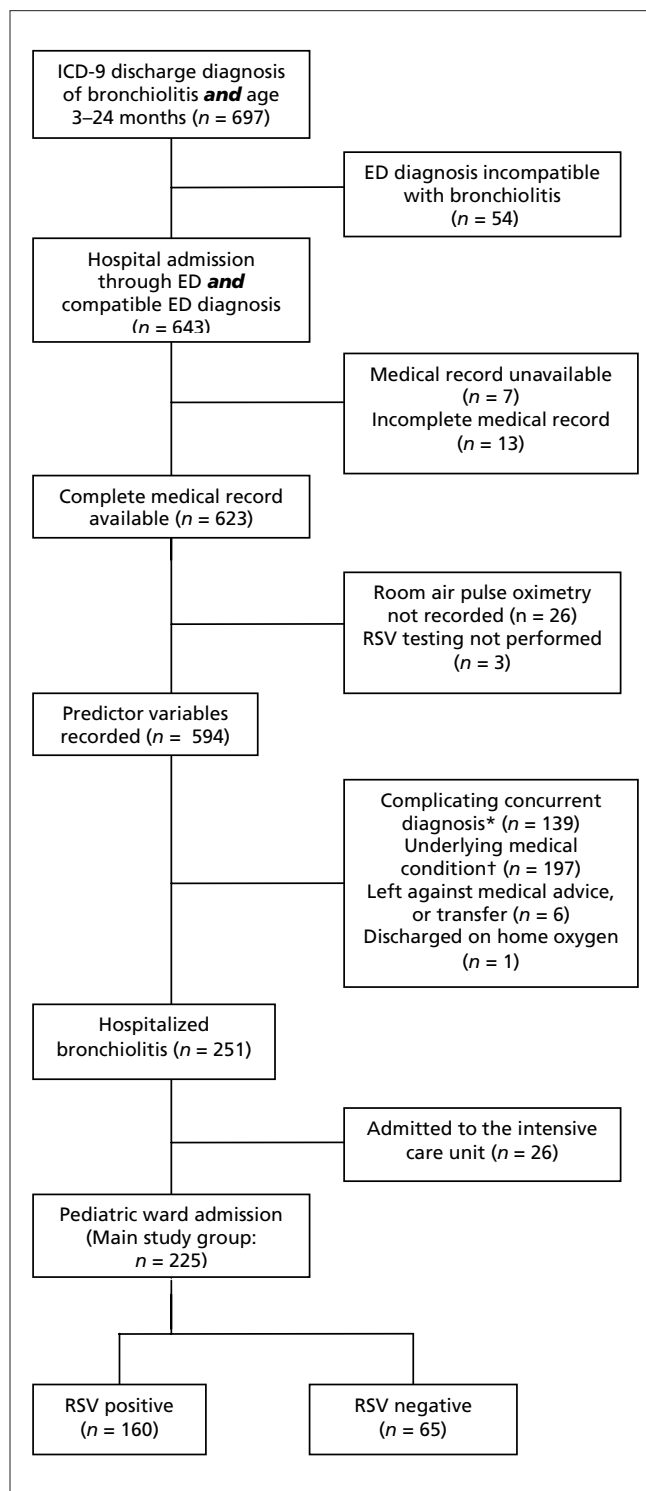 ICD-9 discharge diagnosis
of bronchiolitis and age
3–24 months (n = 697)
ED diagnosis incompatible
with bronchiolitis
(n = 54)
Hospital admission
through ED and
compatible ED diagnosis
(n = 643)
Medical record unavailable
(n = 7)
Incomplete medical record
(n = 13)
Complete medical record
available (n = 623)
Room air pulse oximetry
not recorded (n = 26)
RSV testing not performed
(n = 3)
Predictor variables
recorded (n = 594)
Complicating concurrent
diagnosis* (n = 139)
Underlying medical
condition† (n = 197)
Left against medical advice,
or transfer (n = 6)
Discharged on home oxygen
(n = 1)
Hospitalized
bronchiolitis (n = 251)
Admitted to the intensive
care unit (n = 26)
Pediatric ward admission
(Main study group:
n = 225)
RSV positive
(n = 160)
RSV negative
(n = 65)